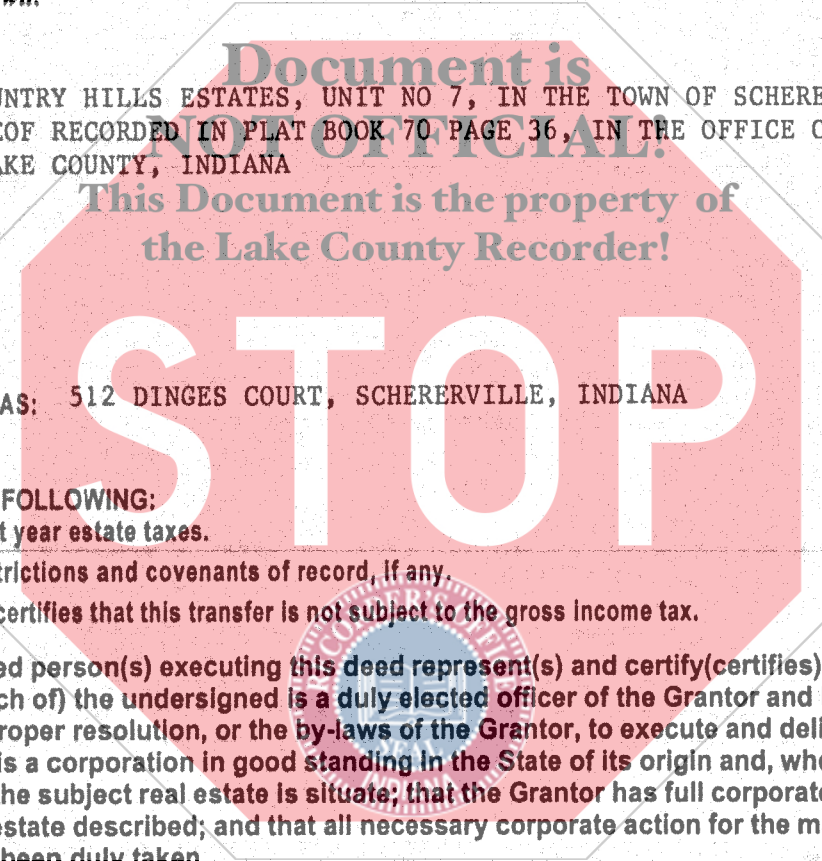 Document is
UNTRY HILLS ESTATES, UNIT NO 7, IN THE TOWN OF SCHERE
EOF RECORDED IN PLAT BOOK 70 PAGE 36, IN THE OFFICE O
NOT OFFICIAL!
AKE COUNTY, INDIANA
This Document is the property of
the Lake County Recorder!
STOP
AS: 512 DINGES COURT, SCHERERVILLE, INDIANA
FOLLOWING:
t year estate taxes.
trictions and covenants of record, if any.
certifies that this transfer is not subject to the gross income tax.
RECORDER'S OFFICE
ed person(s) executing this deed represent(s) and certify(certifies)
ch of) the undersigned is a duly elected officer of the Grantor and
roper resolution, or the by-laws of the Grantor, to execute and deli
is a corporation in good standing in the State of its origin and, whe
SEAL
INDIANA
he subject real estate is situate; that the Grantor has full corporate
estate described; and that all necessary corporate action for the m
been duly taken